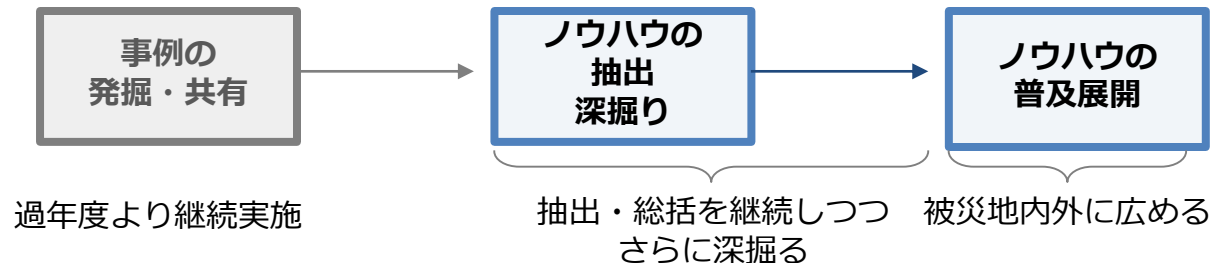 事例の
発掘・共有
ノウハウの
抽出
深掘り
ノウハウの
普及展開
過年度より継続実施
抽出・総括を継続しつつ
さらに深掘る
被災地内外に広める